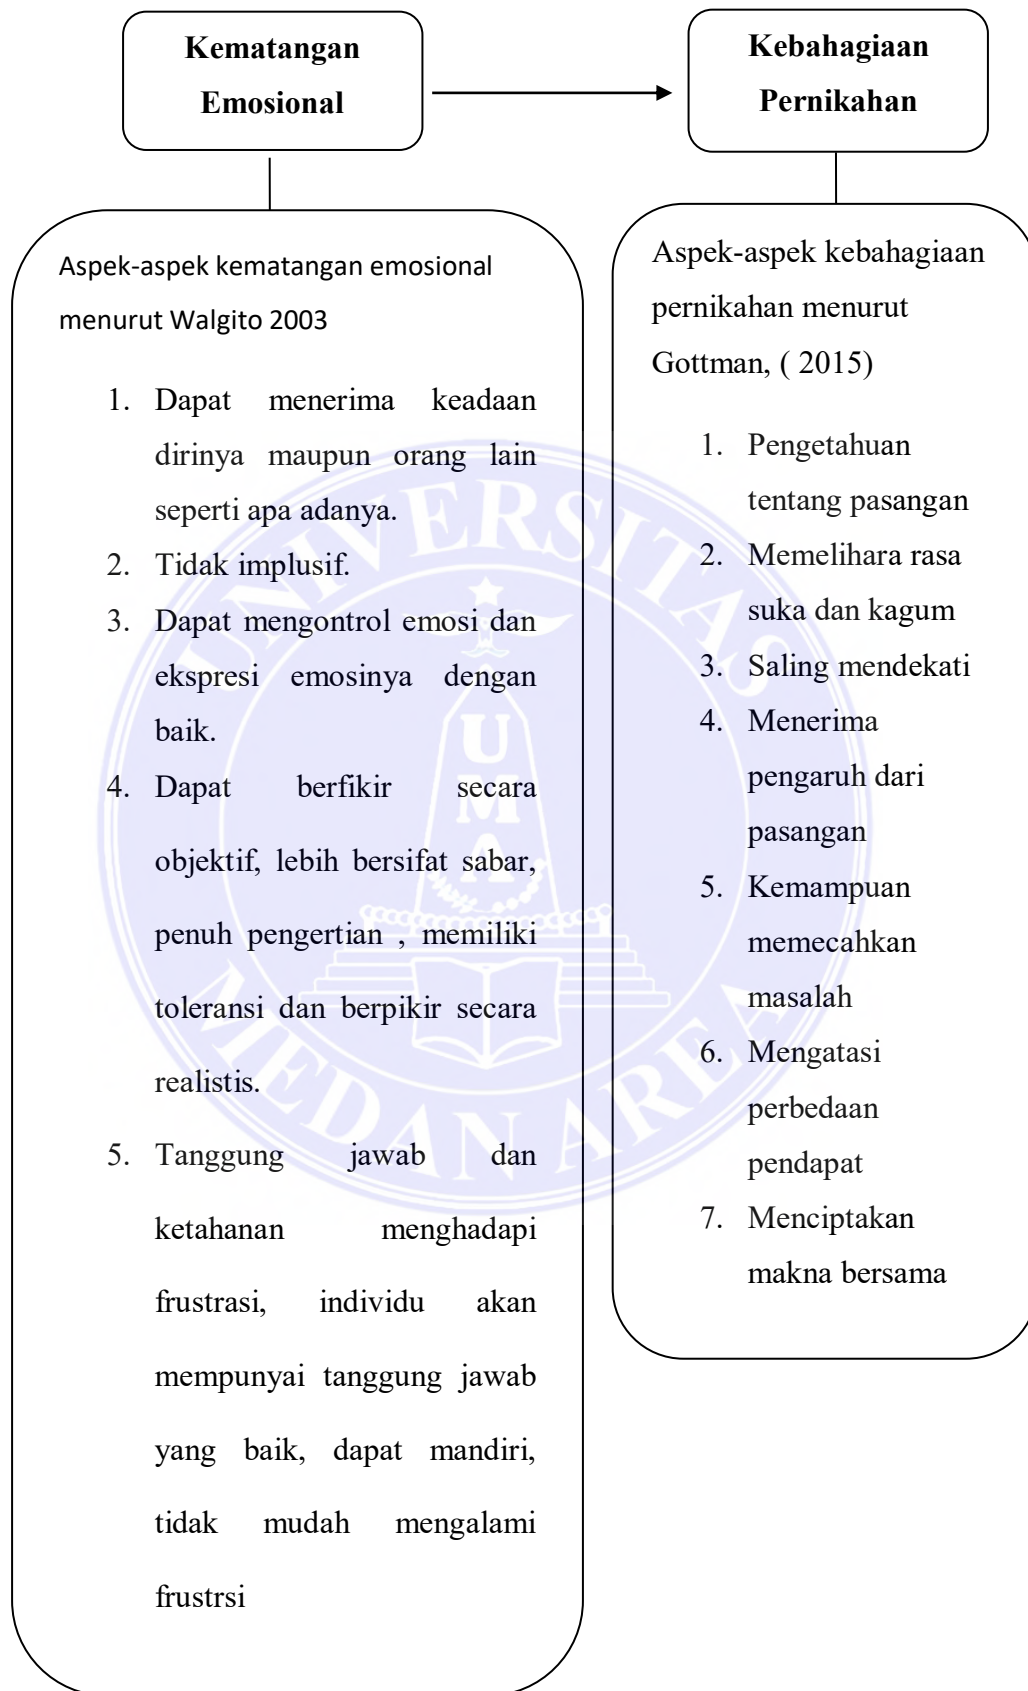 Kematangan
Emosional
Kebahagiaan
Pernikahan
Aspek-aspek kematangan emosional
menurut Walgito 2003
1. Dapat menerima keadaan
dirinya maupun orang lain
seperti apa adanya.
2. Tidak implusif.
3. Dapat mengontrol emosi dan
ekspresi emosinya dengan
baik.
4. Dapat berfikir secara
objektif, lebih bersifat sabar,
penuh pengertian , memiliki
toleransi dan berpikir secara
realistis.
5. Tanggung jawab dan
ketahanan menghadapi
frustrasi, individu akan
mempunyai tanggung jawab
yang baik, dapat mandiri,
tidak mudah mengalami
frustrsi
Aspek-aspek kebahagiaan
pernikahan menurut
Gottman, ( 2015)
1. Pengetahuan
tentang pasangan
2. Memelihara rasa
suka dan kagum
3. Saling mendekati
4. Menerima
pengaruh dari
pasangan
5. Kemampuan
memecahkan
masalah
6. Mengatasi
perbedaan
pendapat
7. Menciptakan
makna bersama
UNIVERSITAS
UMA
MEDAN AREA